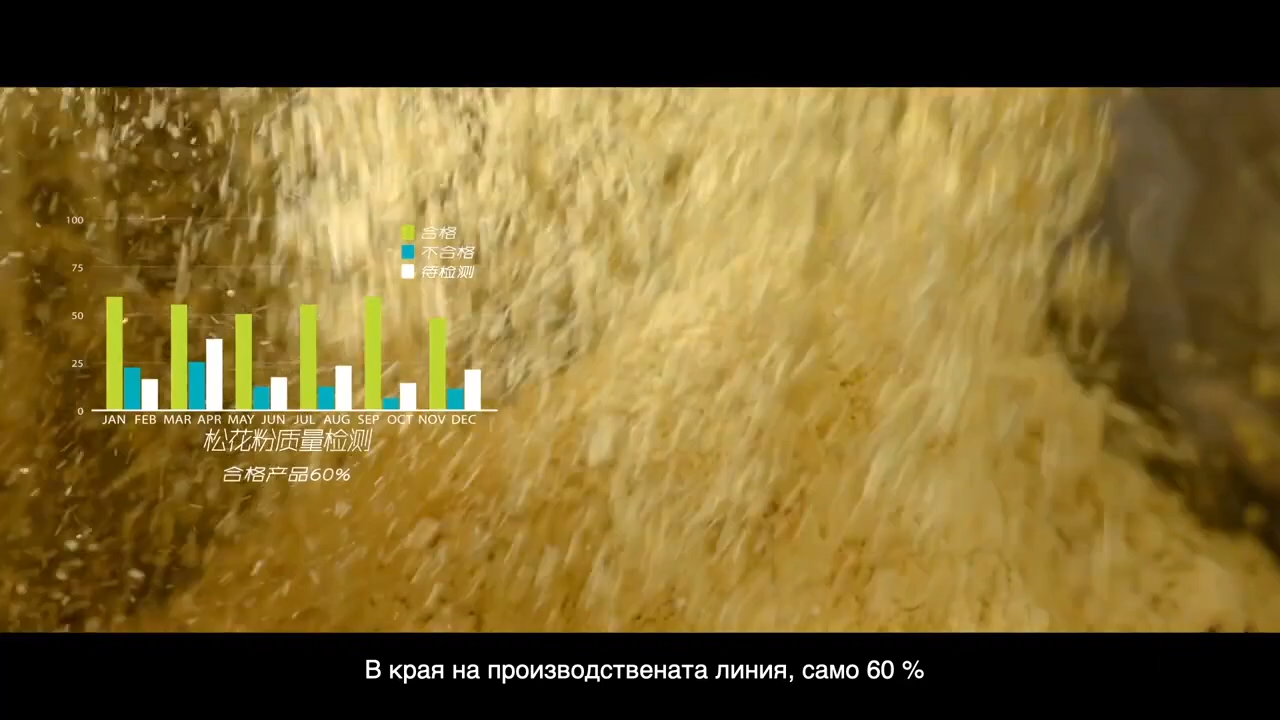 100
合格
不合格
75
待检测
50
25
0
JAN FEB MAR APR MAY JUN JUL AUG SEP OCT NOV DEC
松花粉质量检测
合格产品60%
В края на производствената линия, само 60 %